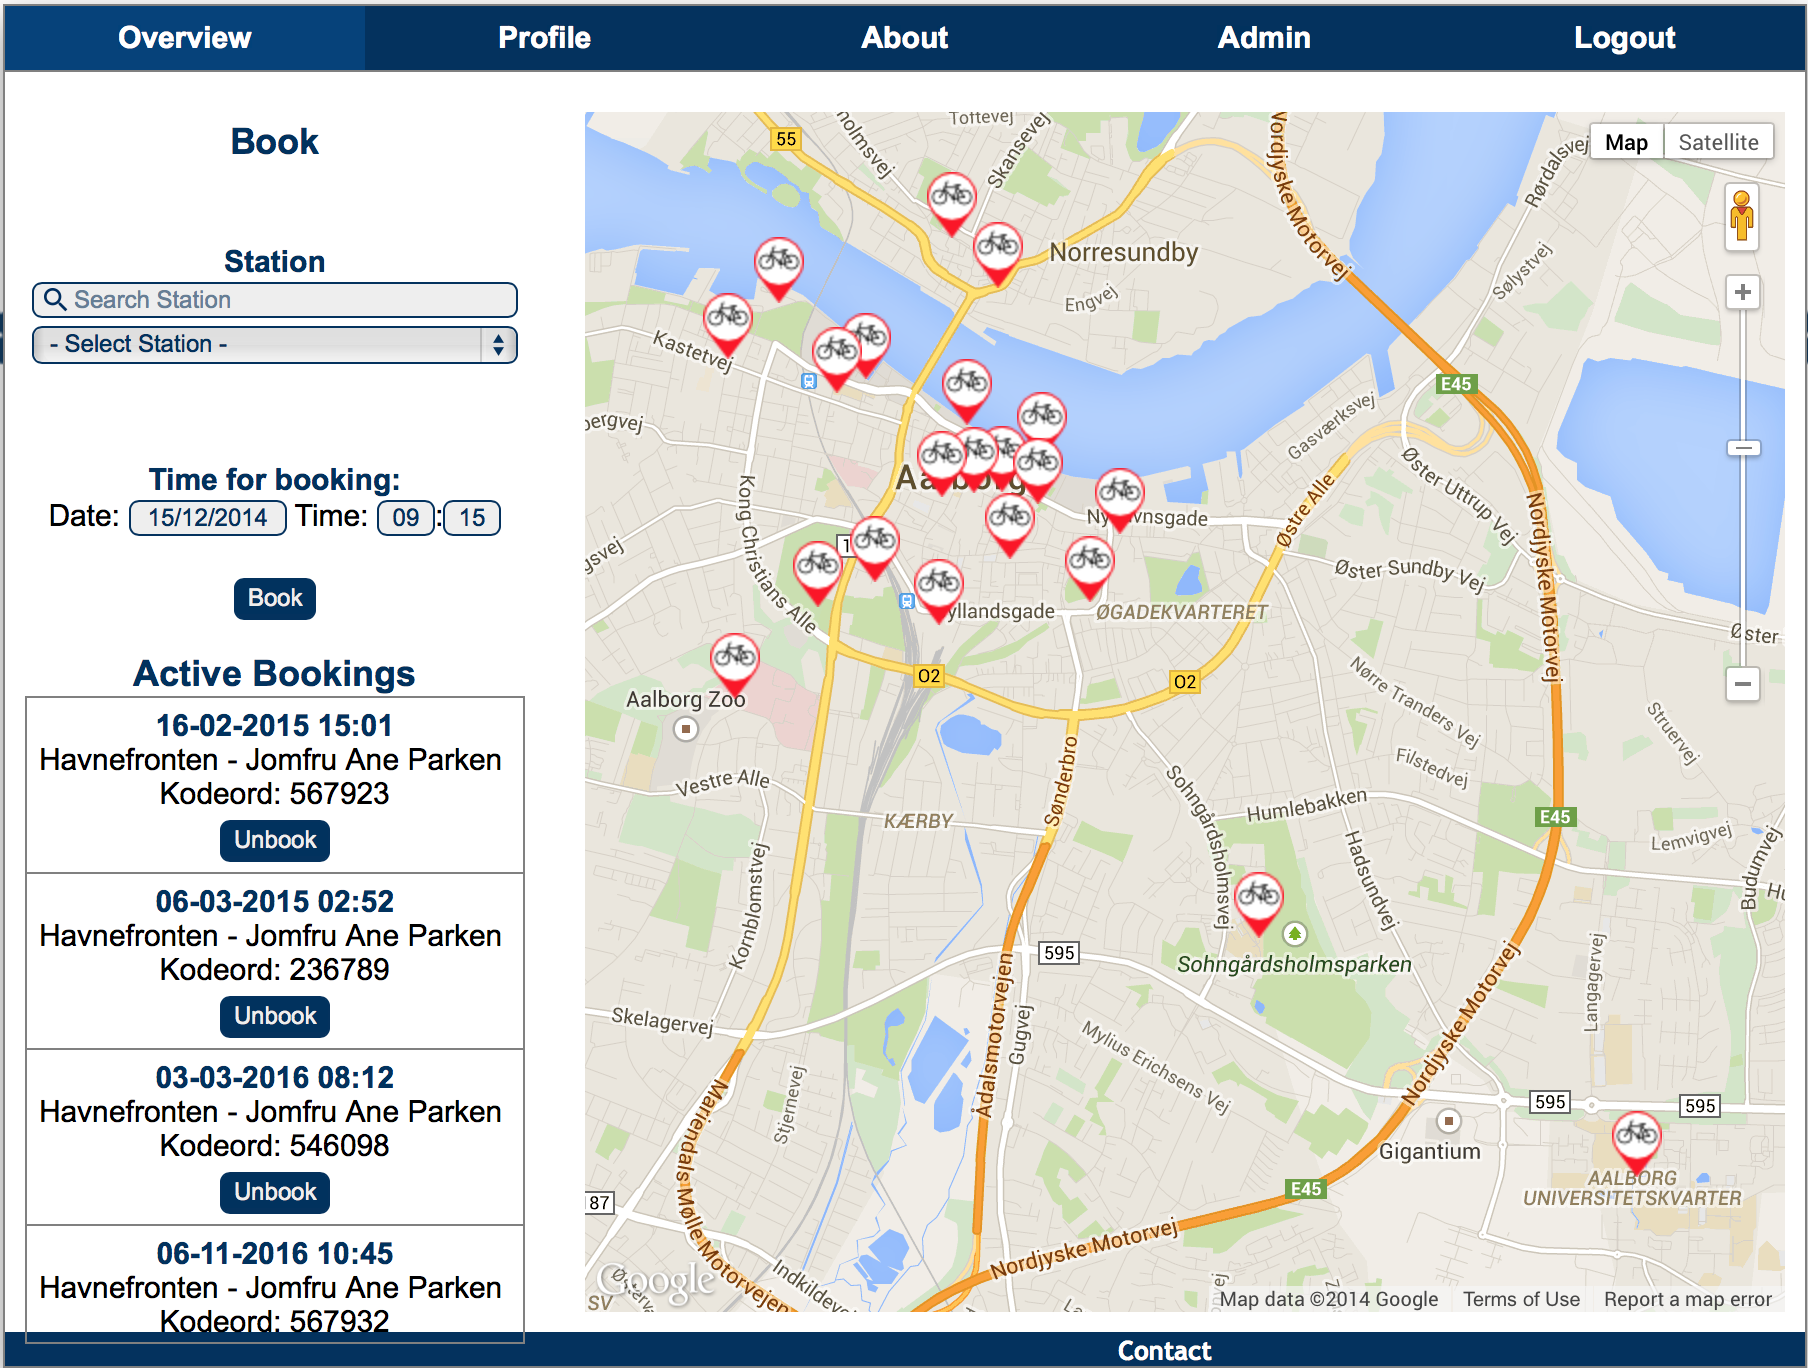 Overview Profile About Admin Logout
Book
Station
Search Station
- Select Station -
Time for booking:
Date: 15/12/2014 Time: 09 : 15
Book
Active Bookings
16-02-2015 15:01
Havnefronten - Jomfru Ane Parken
Kodeord: 567923
Unbook
06-03-2015 02:52
Havnefronten - Jomfru Ane Parken
Kodeord: 236789
Unbook
03-03-2016 08:12
Havnefronten - Jomfru Ane Parken
Kodeord: 546098
Unbook
06-11-2016 10:45
Havnefronten - Jomfru Ane Parken
Kodeord: 567932
Map Satellite
Toftevej
holmsvej
Skansevej
55
Nordjyske Motorvej
Rørdalsvej
Norresundby
Sølystvej
Engvej
Kastetvej
E45
Gasværksvej
bergvej
Aalborg
Øster Uttrup Vej
Kong Christians Alle
Østre Alle
Nordjyske Motorvej
gsvej
Øster Sundby Vej
yllandsgade
ØGADEKVARTERET
Øster
O2
O2
Aalborg Zoo
Nørre Tranders Vej
Struervej
Filstedvej
Vestre Alle
Sønderbro
Sohngårdsholmsvej
Humlebakken
KÆRBY
E45
Lemvigvej
Hadsundvej
Budumvej
Kornblomstvej
595
Sohngårdsholmsparken
Langagervej
Skelagervej
Ådalsmotorvejen
Gugvej
Mylius Erichsens Vej
Nordjyske Motorvej
Stjernevej
595
595
Mariendals Mølle Motorvejen
Gigantium
AALBORG
UNIVERSITETSKVARTER
E45
87
Nordjyske Motorvej
Indkildevej
Google
SV
Map data ©2014 Google Terms of Use Report a map error
Contact